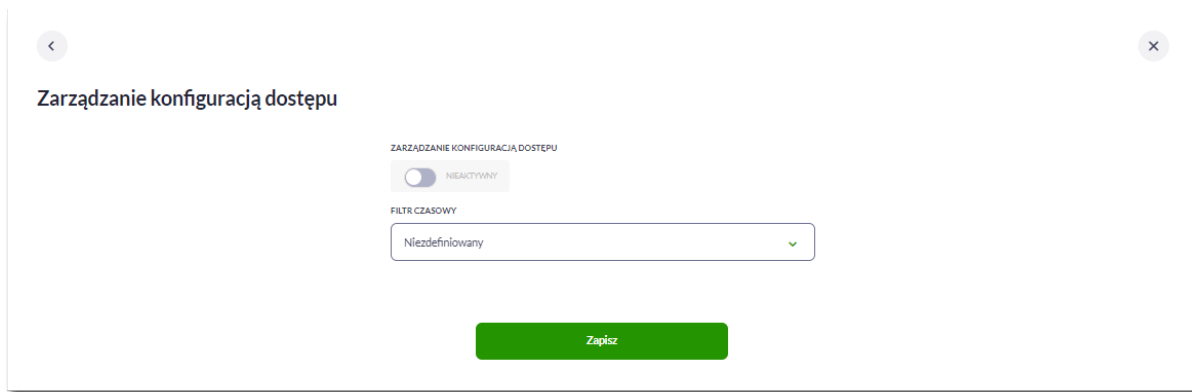 Zarządzanie konfiguracją dostępu
ZARZĄDZANIE KONFIGURACJĄ DOSTĘPU
NIEAKTYWNY
FILTR CZASOWY
Niezdefiniowany
Zapisz